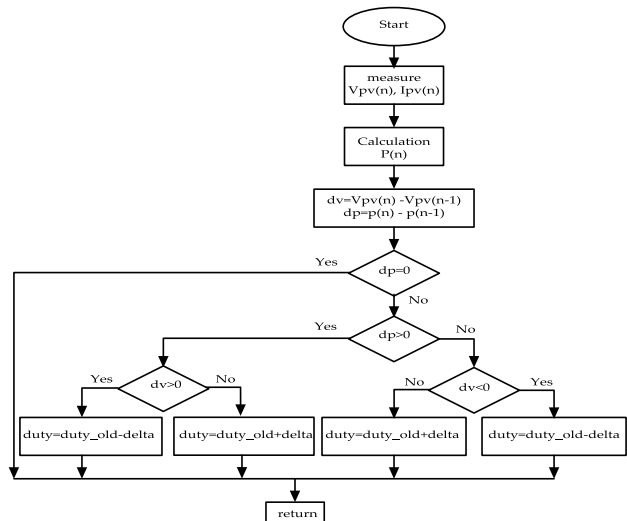 Start
measure
Vpv(n), Ipv(n)
Calculation
P(n)
dv=Vpv(n) -Vpv(n-1)
dp=p(n) - p(n-1)
Yes
dp=0
No
Yes
dp>0
No
Yes
dv>0
No
No
dv<0
Yes
duty=duty_old-delta
duty=duty_old+delta
duty=duty_old+delta
duty=duty_old-delta
return